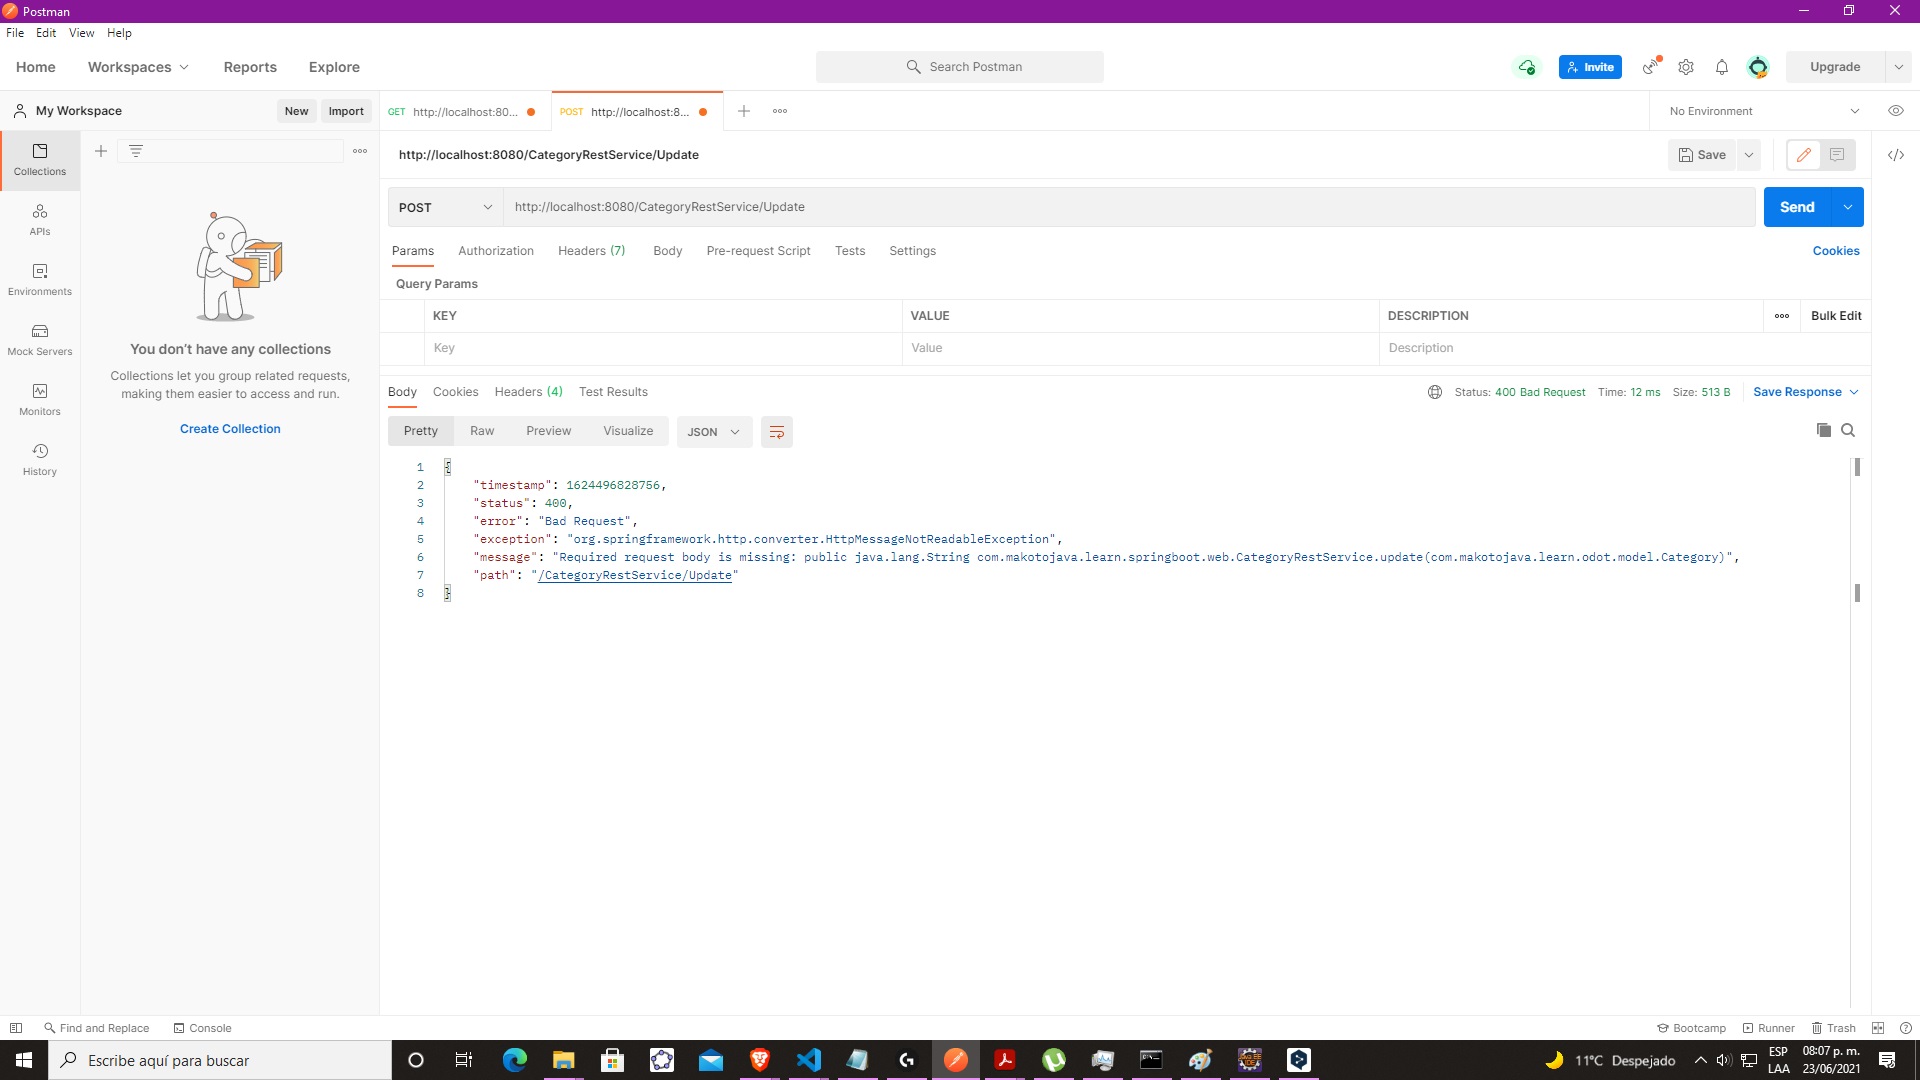 Postman
File Edit View Help
Home Workspaces Reports Explore Search Postman Invite Upgrade
My Workspace New Import GET http://localhost:80... POST http://localhost:8... No Environment
Collections
APIs
Environments
Mock Servers
Monitors
History
You don't have any collections
Collections let you group related requests,
making them easier to access and run.
Create Collection
http://localhost:8080/CategoryRestService/Update Save
POST http://localhost:8080/CategoryRestService/Update Send
Params Authorization Headers (7) Body Pre-request Script Tests Settings Cookies
Query Params
KEY VALUE DESCRIPTION Bulk Edit
Key Value Description
Body Cookies Headers (4) Test Results Status: 400 Bad Request Time: 12 ms Size: 513 B Save Response
Pretty Raw Preview Visualize JSON
1 {
2 "timestamp": 1624496828756,
3 "status": 400,
4 "error": "Bad Request",
5 "exception": "org.springframework.http.converter.HttpMessageNotReadableException",
6 "message": "Required request body is missing: public java.lang.String com.makotojava.learn.springboot.web.CategoryRestService.update(com.makotojava.learn.odot.model.Category)",
7 "path": "/CategoryRestService/Update"
8 }
Find and Replace Console Bootcamp Runner Trash
Escribe aquí para buscar 11°C Despejado ESP 08:07 p. m.
LAA 23/06/2021